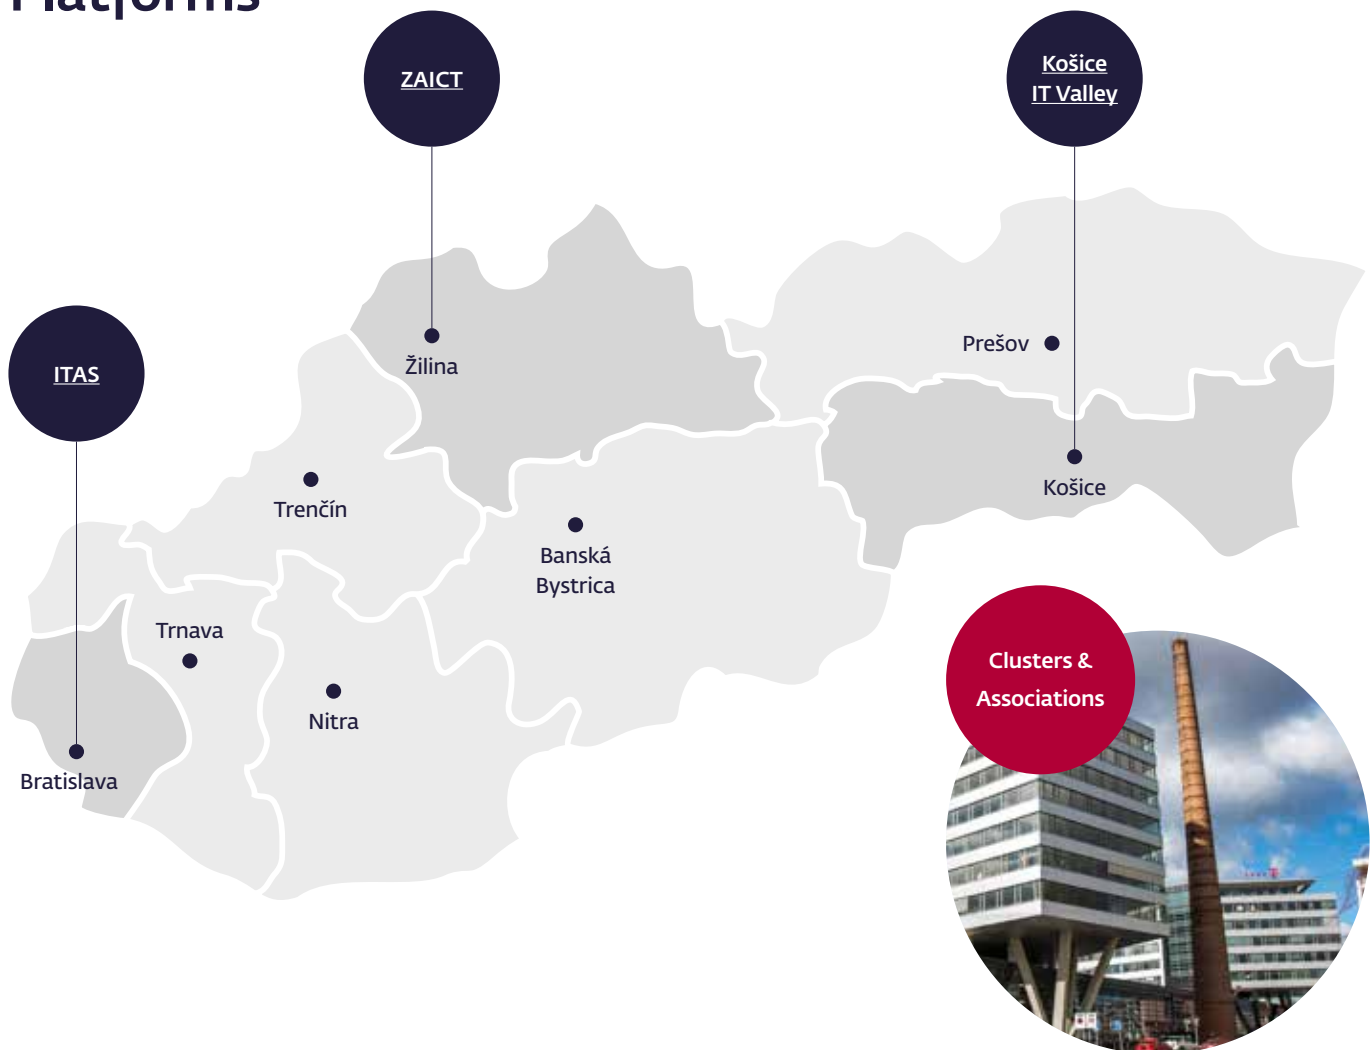 Platforms
ZAICT
Košice
IT Valley
ITAS
Žilina
Prešov
Košice
Trenčín
Banská
Bystrica
Trnava
Nitra
Bratislava
Clusters &
Associations